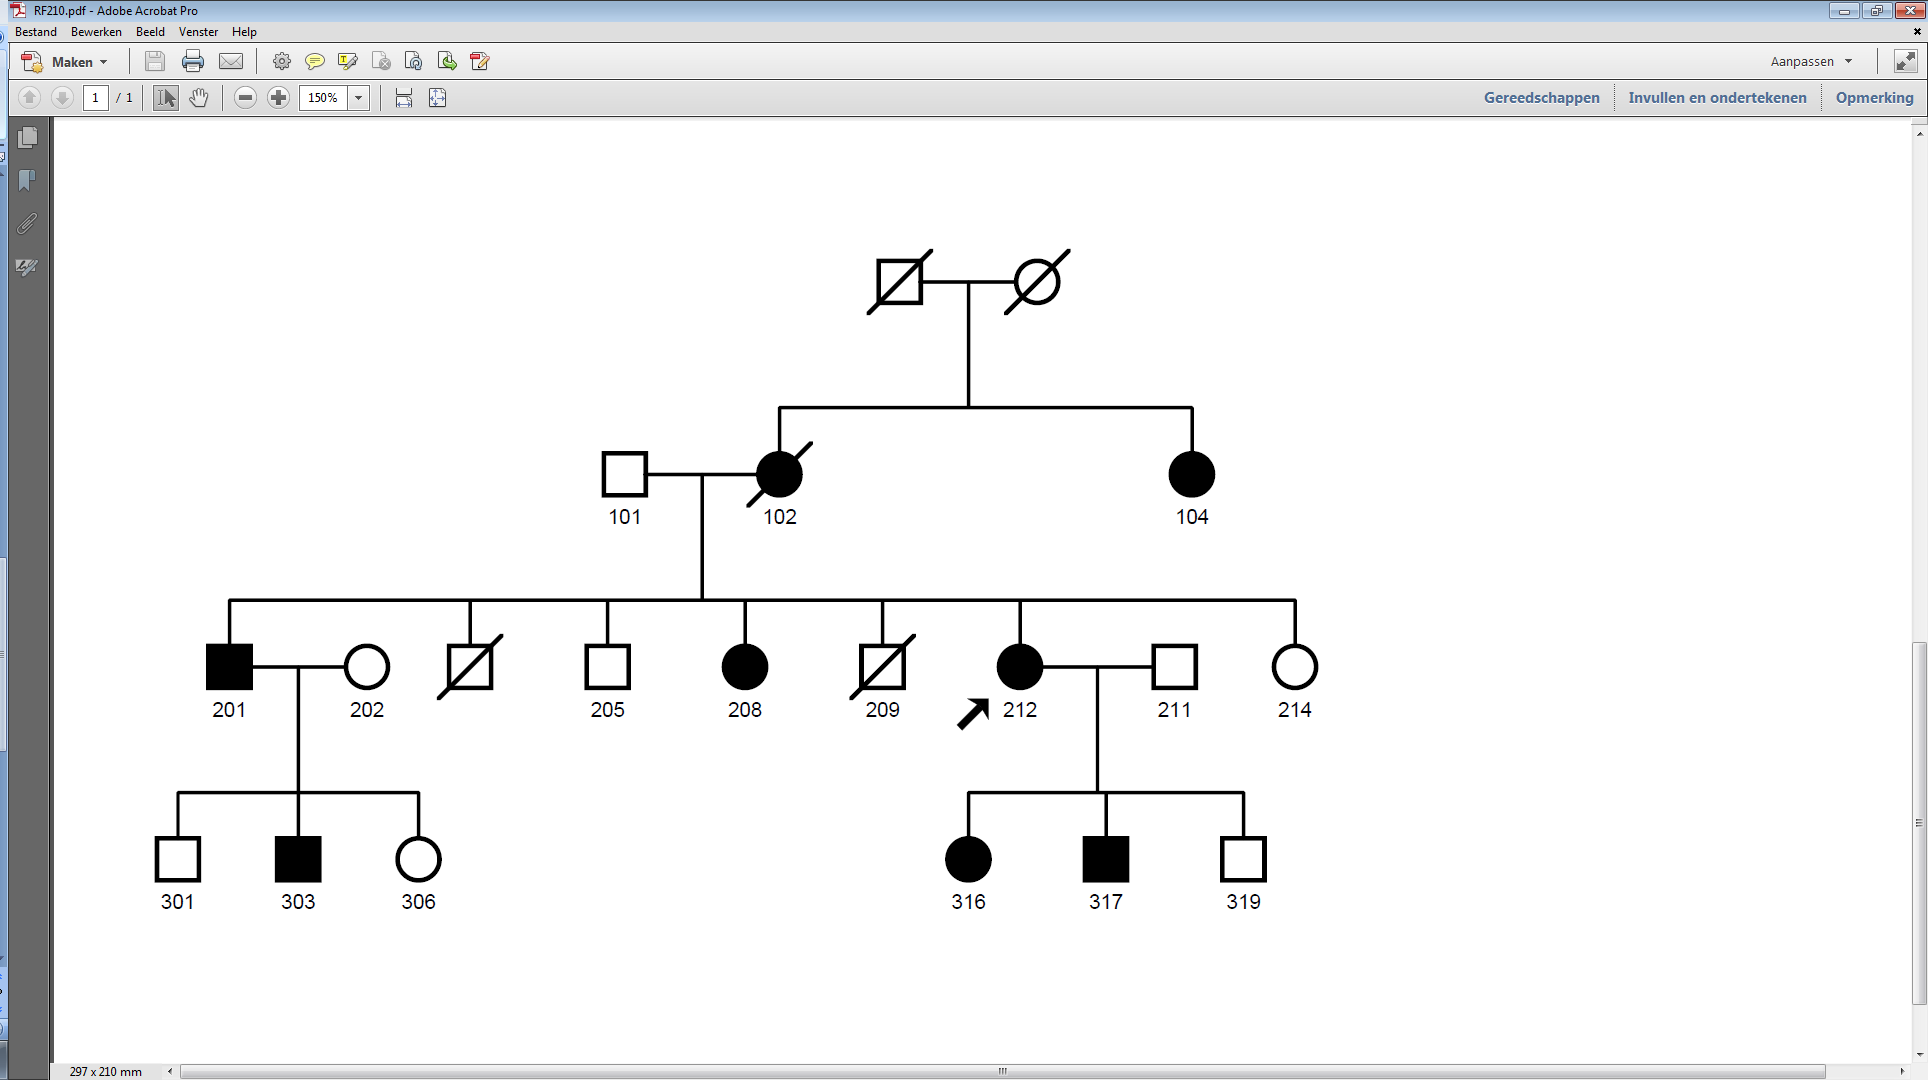 RF210.pdf - Adobe Acrobat Pro
Bestand Bewerken Beeld Venster Help
Maken Aanpassen
1 / 1 150% Gereedschappen Invullen en ondertekenen Opmerking
101 102 104
201 202 205 208 209 212 211 214
301 303 306 316 317 319
297 x 210 mm